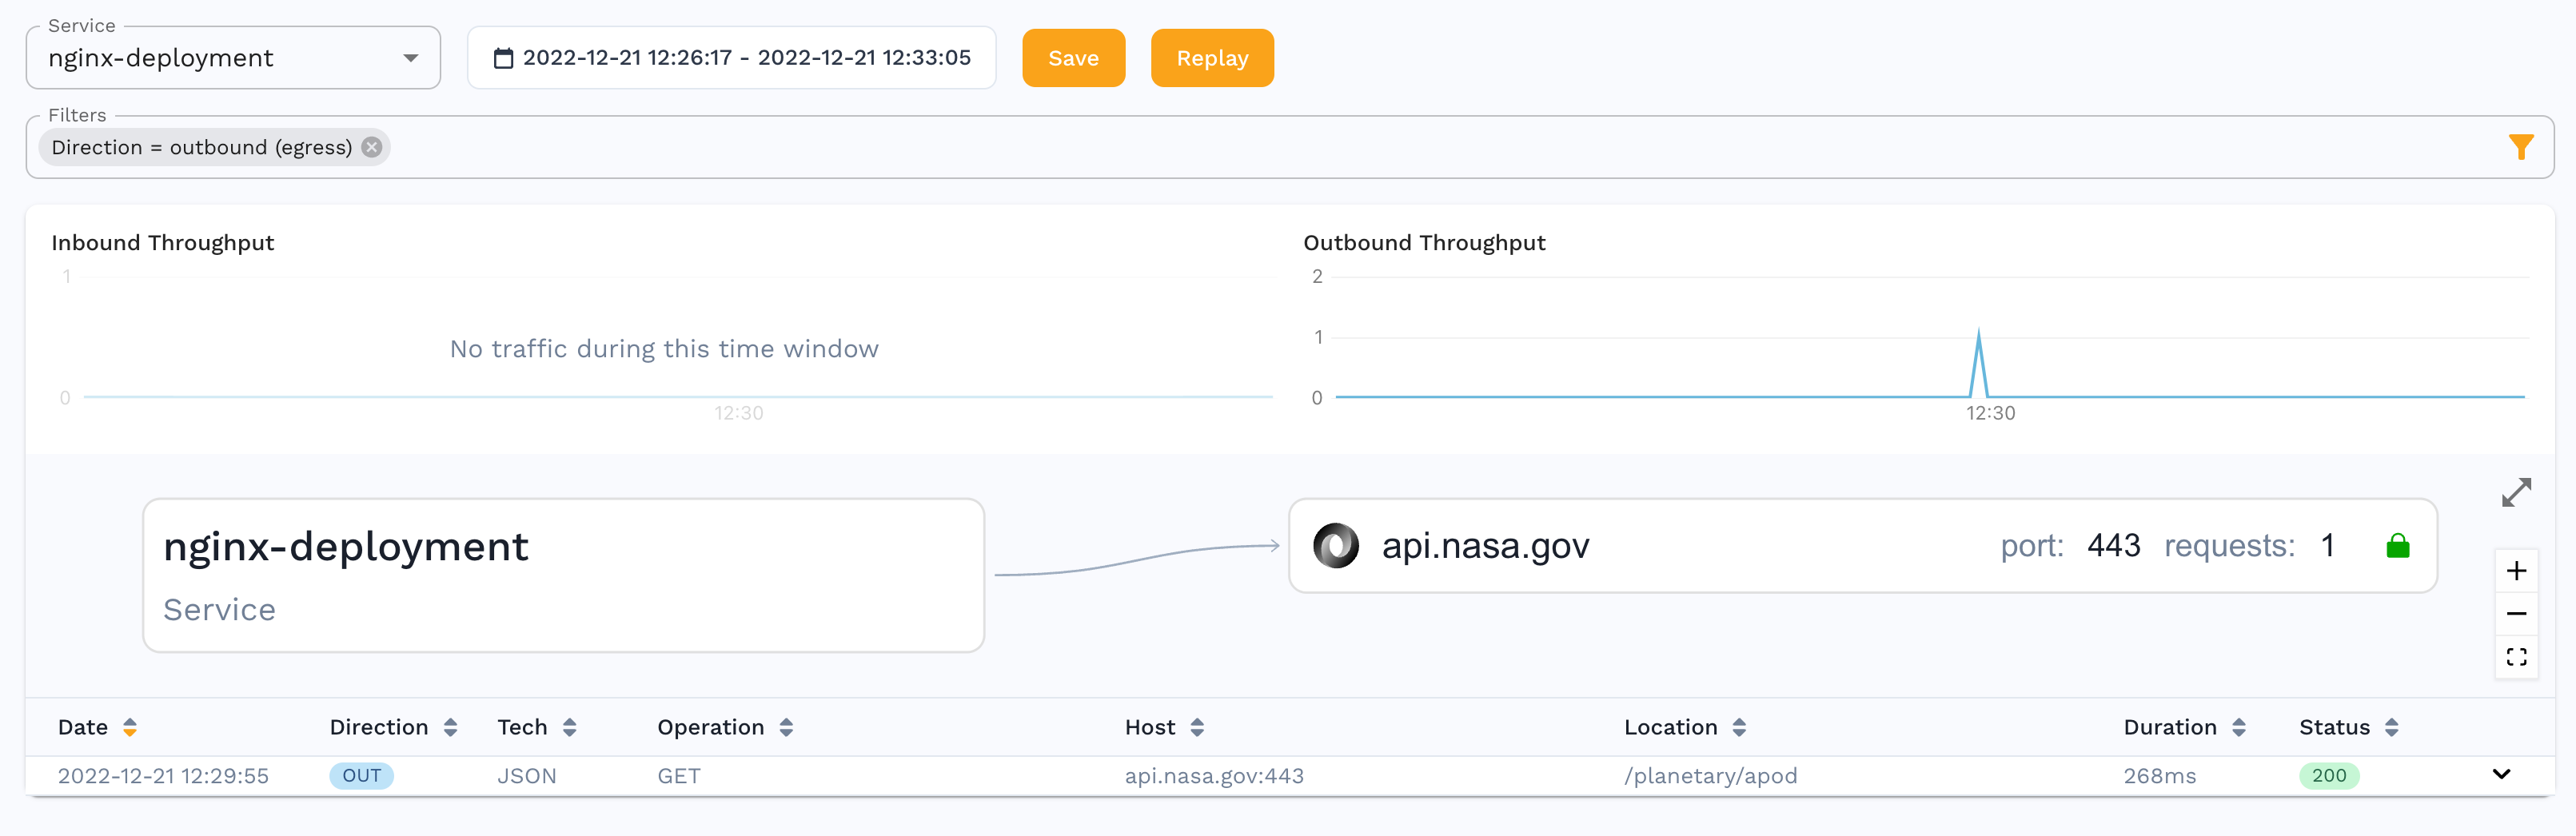 Service
nginx-deployment
2022-12-21 12:26:17 - 2022-12-21 12:33:05
Save
Replay
Filters
Direction = outbound (egress)
Inbound Throughput
1
No traffic during this time window
0
12:30
Outbound Throughput
2
1
0
12:30
nginx-deployment
Service
api.nasa.gov port: 443 requests: 1
Date Direction Tech Operation Host Location Duration Status
2022-12-21 12:29:55 OUT JSON GET api.nasa.gov:443 /planetary/apod 268ms 200